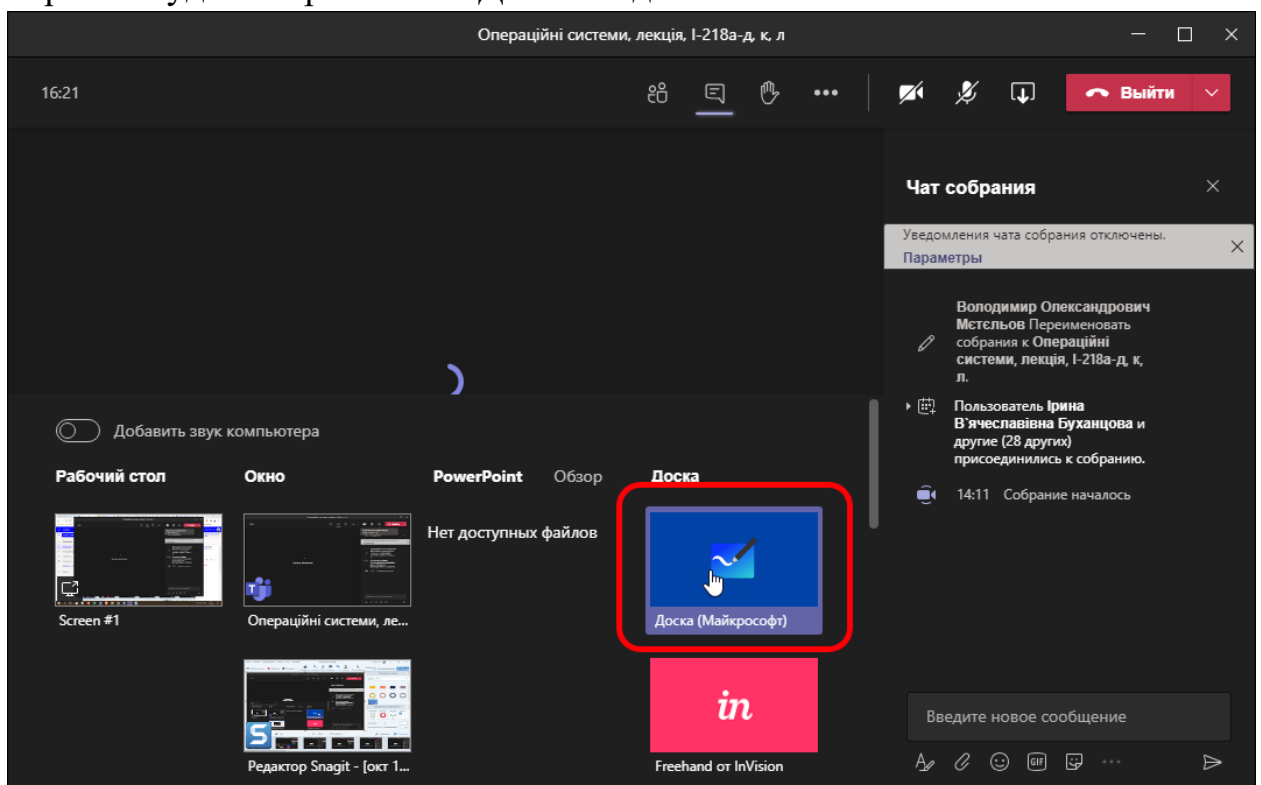 Операційні системи, лекція, І-218а-д, к, л
16:21
Выйти
Чат собрания
Уведомления чата собрания отключены.
Параметры
Володимир Олександрович
Мєтєльов Переименовать
собрания к Операційні
системи, лекція, І-218а-д, к,
л.
Пользователь Ірина
В`ячеславівна Буханцова и
другие (28 других)
присоединились к собранию.
14:11 Собрание началось
Добавить звук компьютера
Рабочий стол
Окно
PowerPoint
Обзор
Доска
Нет доступных файлов
Screen #1
Операційні системи, ле...
Доска (Майкрософт)
in
Редактор Snagit - [окт 1...
Freehand от InVision
Введите новое сообщение
GIF